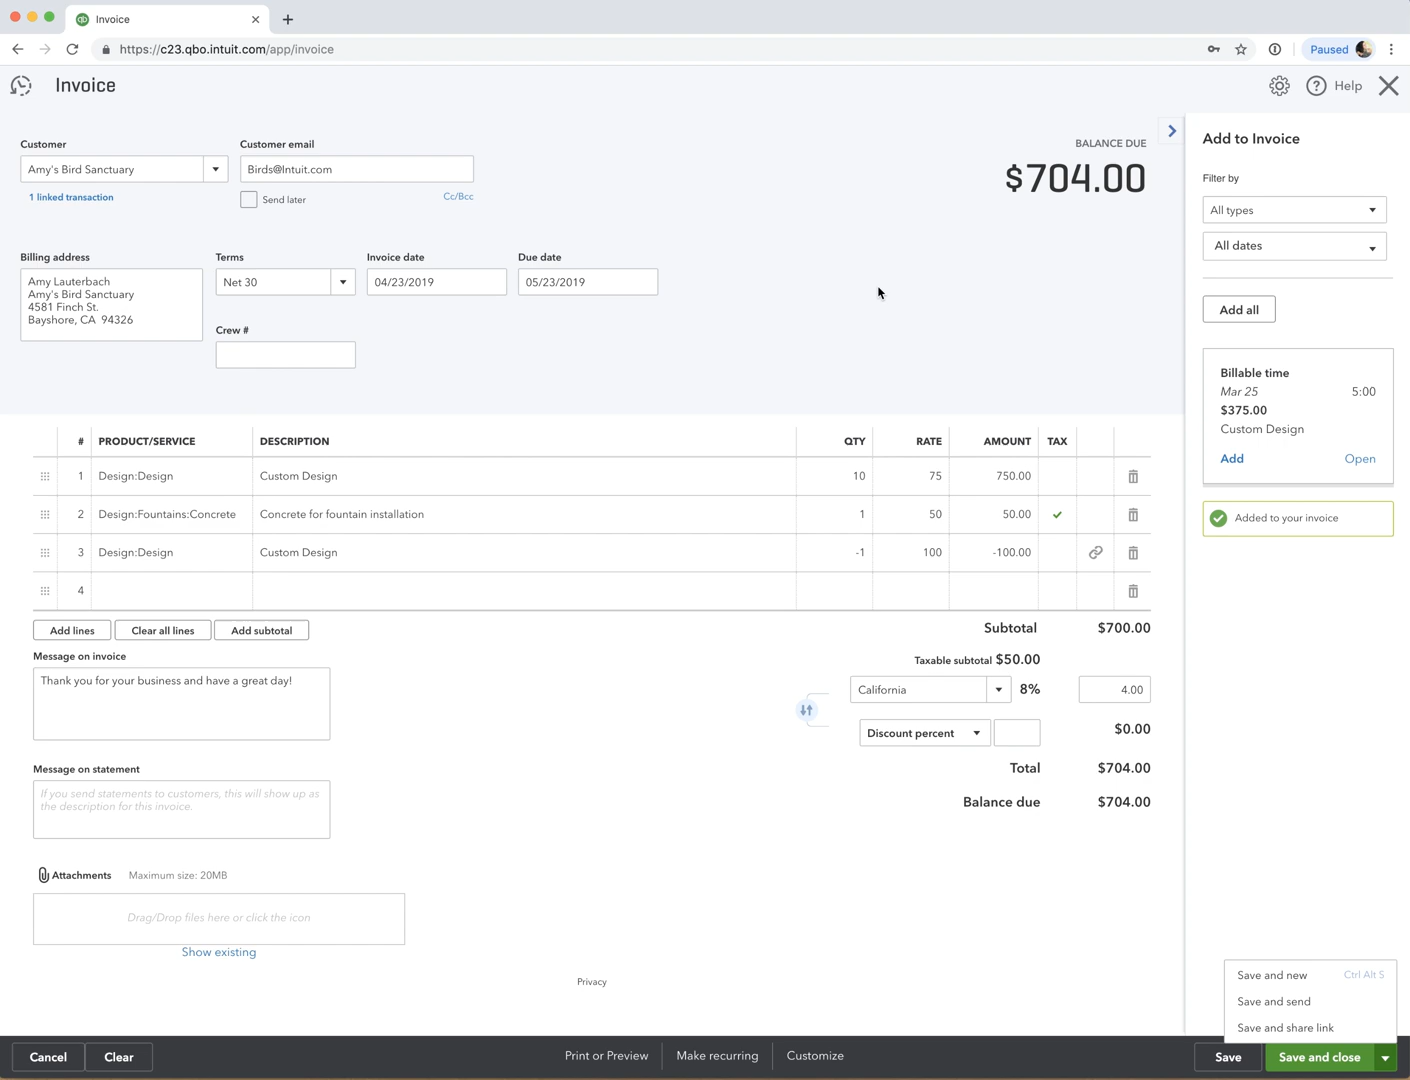 Invoice
https://c23.qbo.intuit.com/app/invoice
Paused
Invoice
Help
Customer
Customer email
Amy's Bird Sanctuary
Birds@Intuit.com
1 linked transaction
Send later
Cc/Bcc
BALANCE DUE
$704.00
Billing address
Terms
Invoice date
Due date
Amy Lauterbach
Amy's Bird Sanctuary
4581 Finch St.
Bayshore, CA 94326
Net 30
04/23/2019
05/23/2019
Crew #
# PRODUCT/SERVICE DESCRIPTION QTY RATE AMOUNT TAX
1 Design:Design Custom Design 10 75 750.00
2 Design:Fountains:Concrete Concrete for fountain installation 1 50 50.00
3 Design:Design Custom Design -1 100 -100.00
4
Add lines Clear all lines Add subtotal
Subtotal $700.00
Message on invoice
Thank you for your business and have a great day!
Taxable subtotal $50.00
California 8% 4.00
Discount percent $0.00
Total $704.00
Balance due $704.00
Message on statement
If you send statements to customers, this will show up as
the description for this invoice.
Attachments Maximum size: 20MB
Drag/Drop files here or click the icon
Show existing
Privacy
Add to Invoice
Filter by
All types
All dates
Add all
Billable time
Mar 25 5:00
$375.00
Custom Design
Add Open
Added to your invoice
Save and new Ctrl Alt S
Save and send
Save and share link
Cancel Clear Print or Preview Make recurring Customize Save Save and close